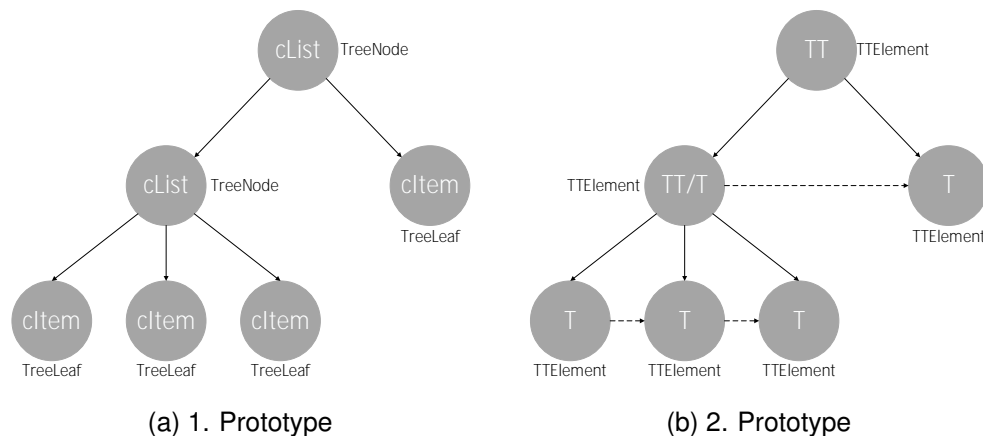 cList TreeNode TT TTElement
cList TreeNode cItem TTElement TT/T T
TreeLeaf TTElement
cItem cItem cItem T T T
TreeLeaf TreeLeaf TreeLeaf TTElement TTElement TTElement
(a) 1. Prototype (b) 2. Prototype